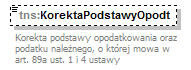 tns:KorektaPodstawyOpodt
Korekta podstawy opodatkowania oraz
podatku należnego, o której mowa w
art. 89a ust. 1 i 4 ustawy